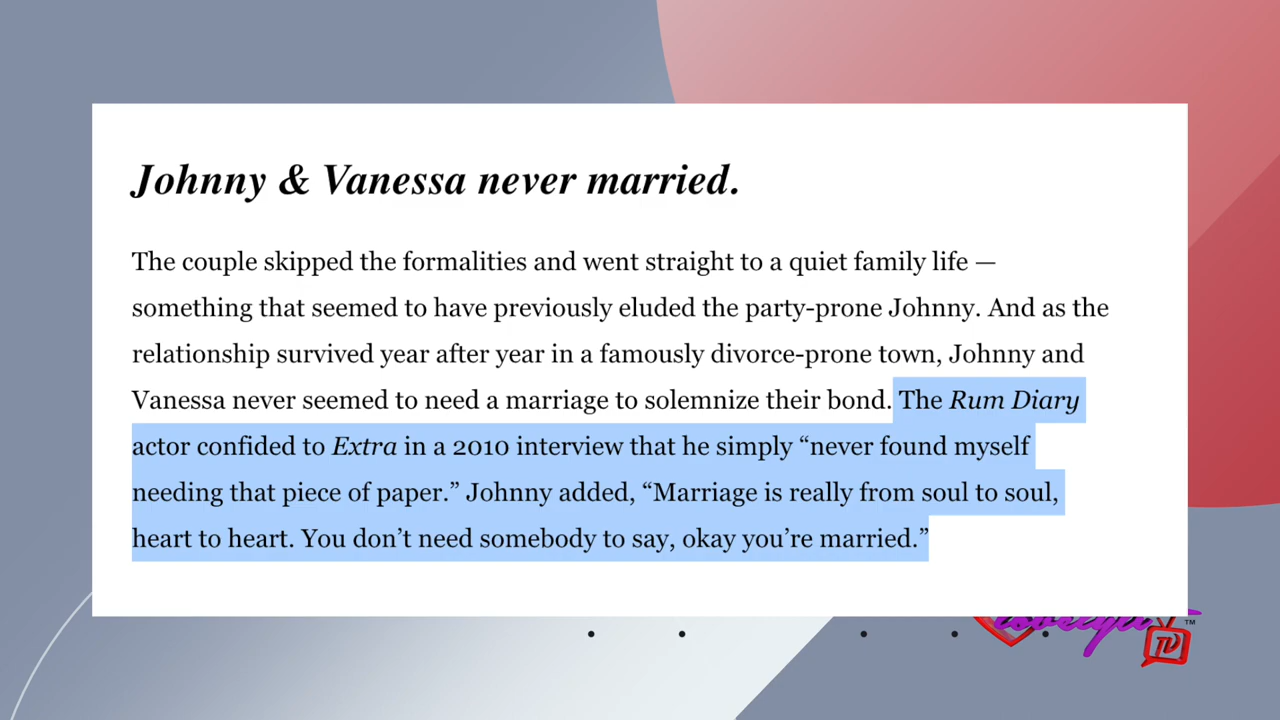 Johnny & Vanessa never married.
The couple skipped the formalities and went straight to a quiet family life —
something that seemed to have previously eluded the party-prone Johnny. And as the
relationship survived year after year in a famously divorce-prone town, Johnny and
Vanessa never seemed to need a marriage to solemnize their bond. The Rum Diary
actor confided to Extra in a 2010 interview that he simply “never found myself
needing that piece of paper.” Johnny added, “Marriage is really from soul to soul,
heart to heart. You don’t need somebody to say, okay you’re married.”
TV™